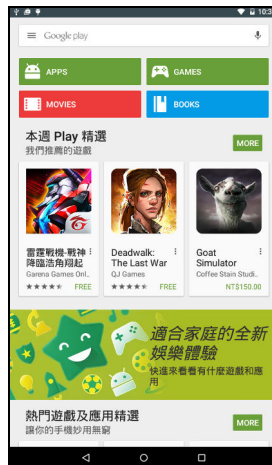 10:3
Google play
APPS
GAMES
MOVIES
BOOKS
本週 Play 精選
我們推薦的遊戲
MORE
雷霆戰機-戰神
降臨浩角翔起
Garena Games Onl..
FREE
Deadwalk:
The Last War
QJ Games
FREE
Goat
Simulator
Coffee Stain Studi..
NT$150.00
適合家庭的全新
娛樂體驗
快進來看看有什麼遊戲和應
用
熱門遊戲及應用精選
讓你的手機妙用無窮
MORE